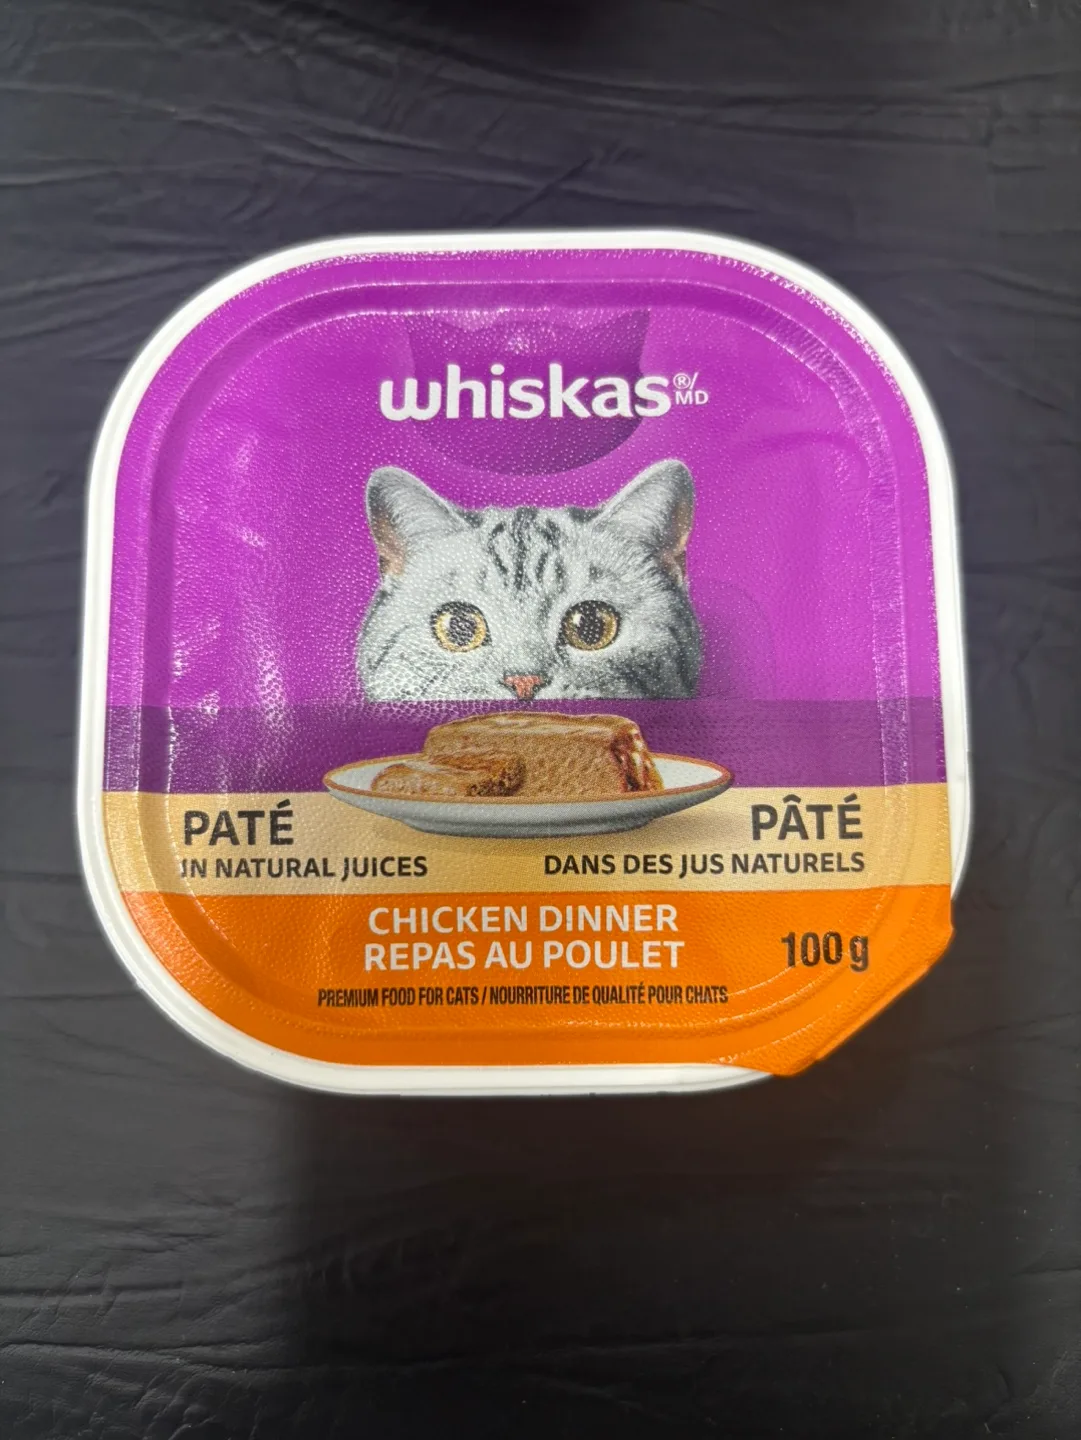 whiskas®/MD
PATÉ
IN NATURAL JUICES
PÂTÉ
DANS DES JUS NATURELS
CHICKEN DINNER
REPAS AU POULET
100 g
PREMIUM FOOD FOR CATS / NOURRITURE DE QUALITÉ POUR CHATS